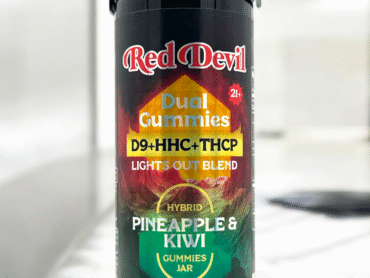 Red Devil
21+
Dual
Gummies
D9+HHC+THCP
LIGHTS OUT BLEND
HYBRID
PINEAPPLE &
KIWI
GUMMIES
JAR